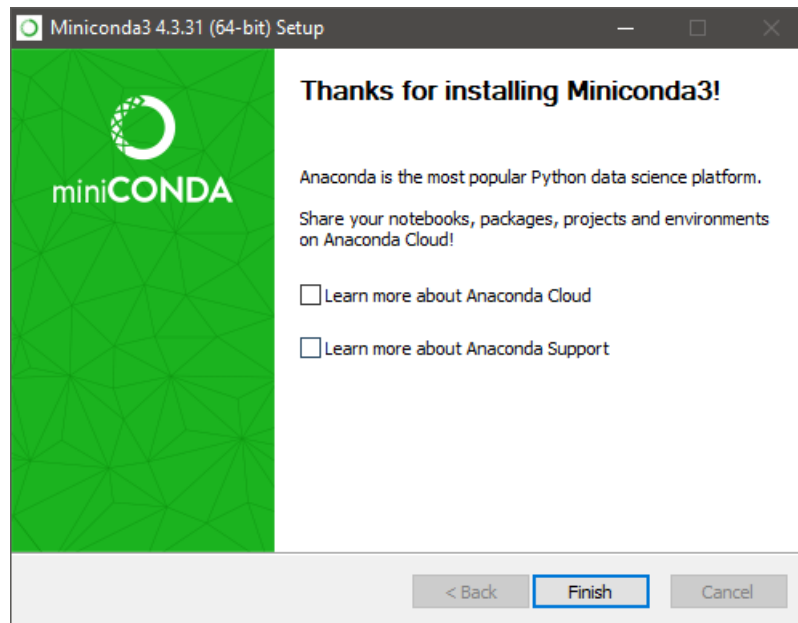 Miniconda3 4.3.31 (64-bit) Setup
miniCONDA
Thanks for installing Miniconda3!
Anaconda is the most popular Python data science platform.
Share your notebooks, packages, projects and environments
on Anaconda Cloud!
Learn more about Anaconda Cloud
Learn more about Anaconda Support
< Back Finish Cancel